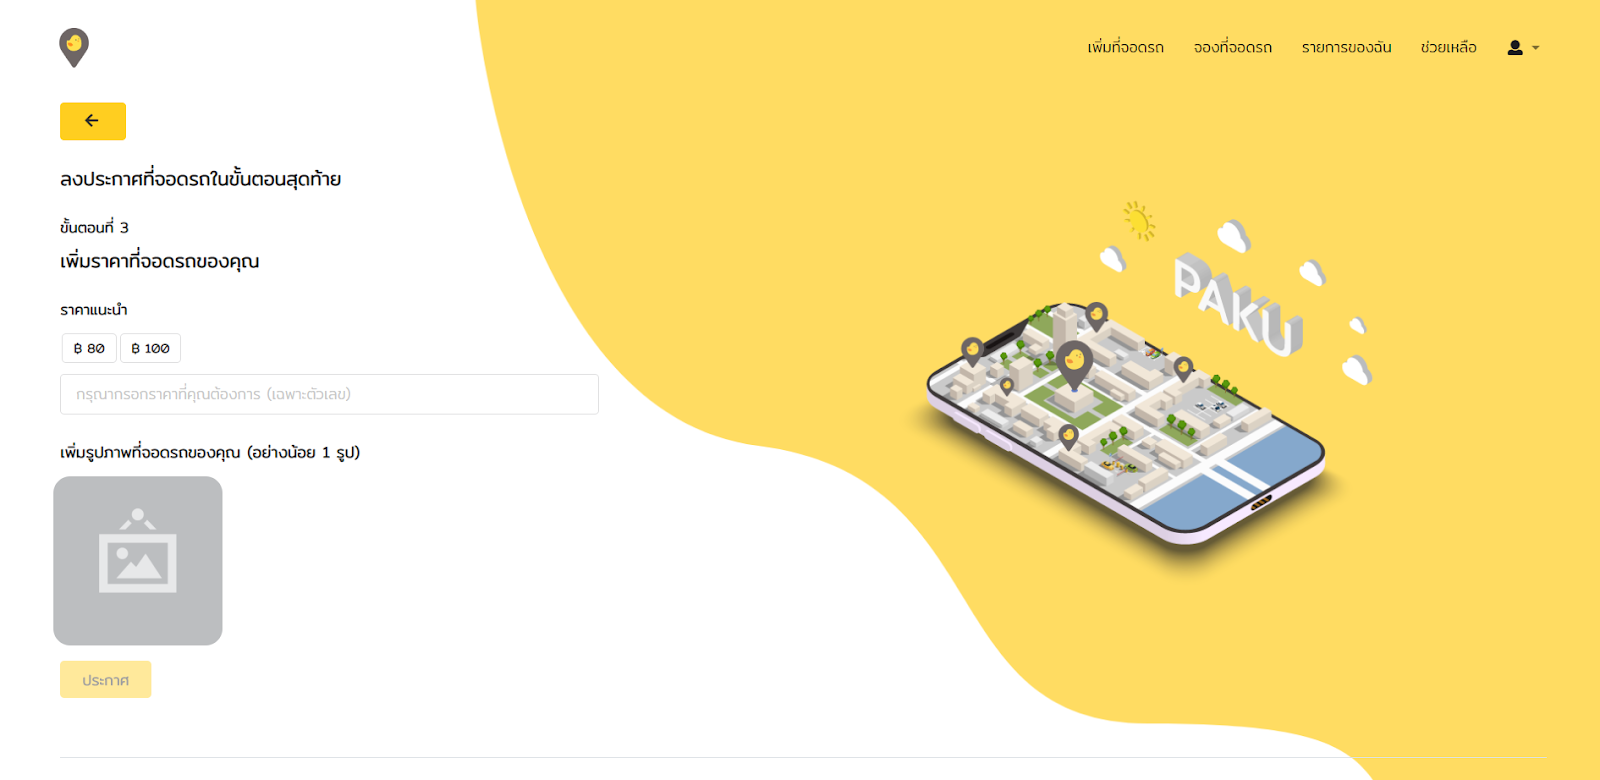 เพิ่มที่จอดรถ จองที่จอดรถ รายการของฉัน ช่วยเหลือ
ลงประกาศที่จอดรถในขั้นตอนสุดท้าย
ขั้นตอนที่ 3
เพิ่มราคาที่จอดรถของคุณ
ราคาแนะนำ
฿ 80 ฿ 100
กรุณากรอกราคาที่คุณต้องการ (เฉพาะตัวเลข)
เพิ่มรูปภาพที่จอดรถของคุณ (อย่างน้อย 1 รูป)
ประกาศ
PAKU